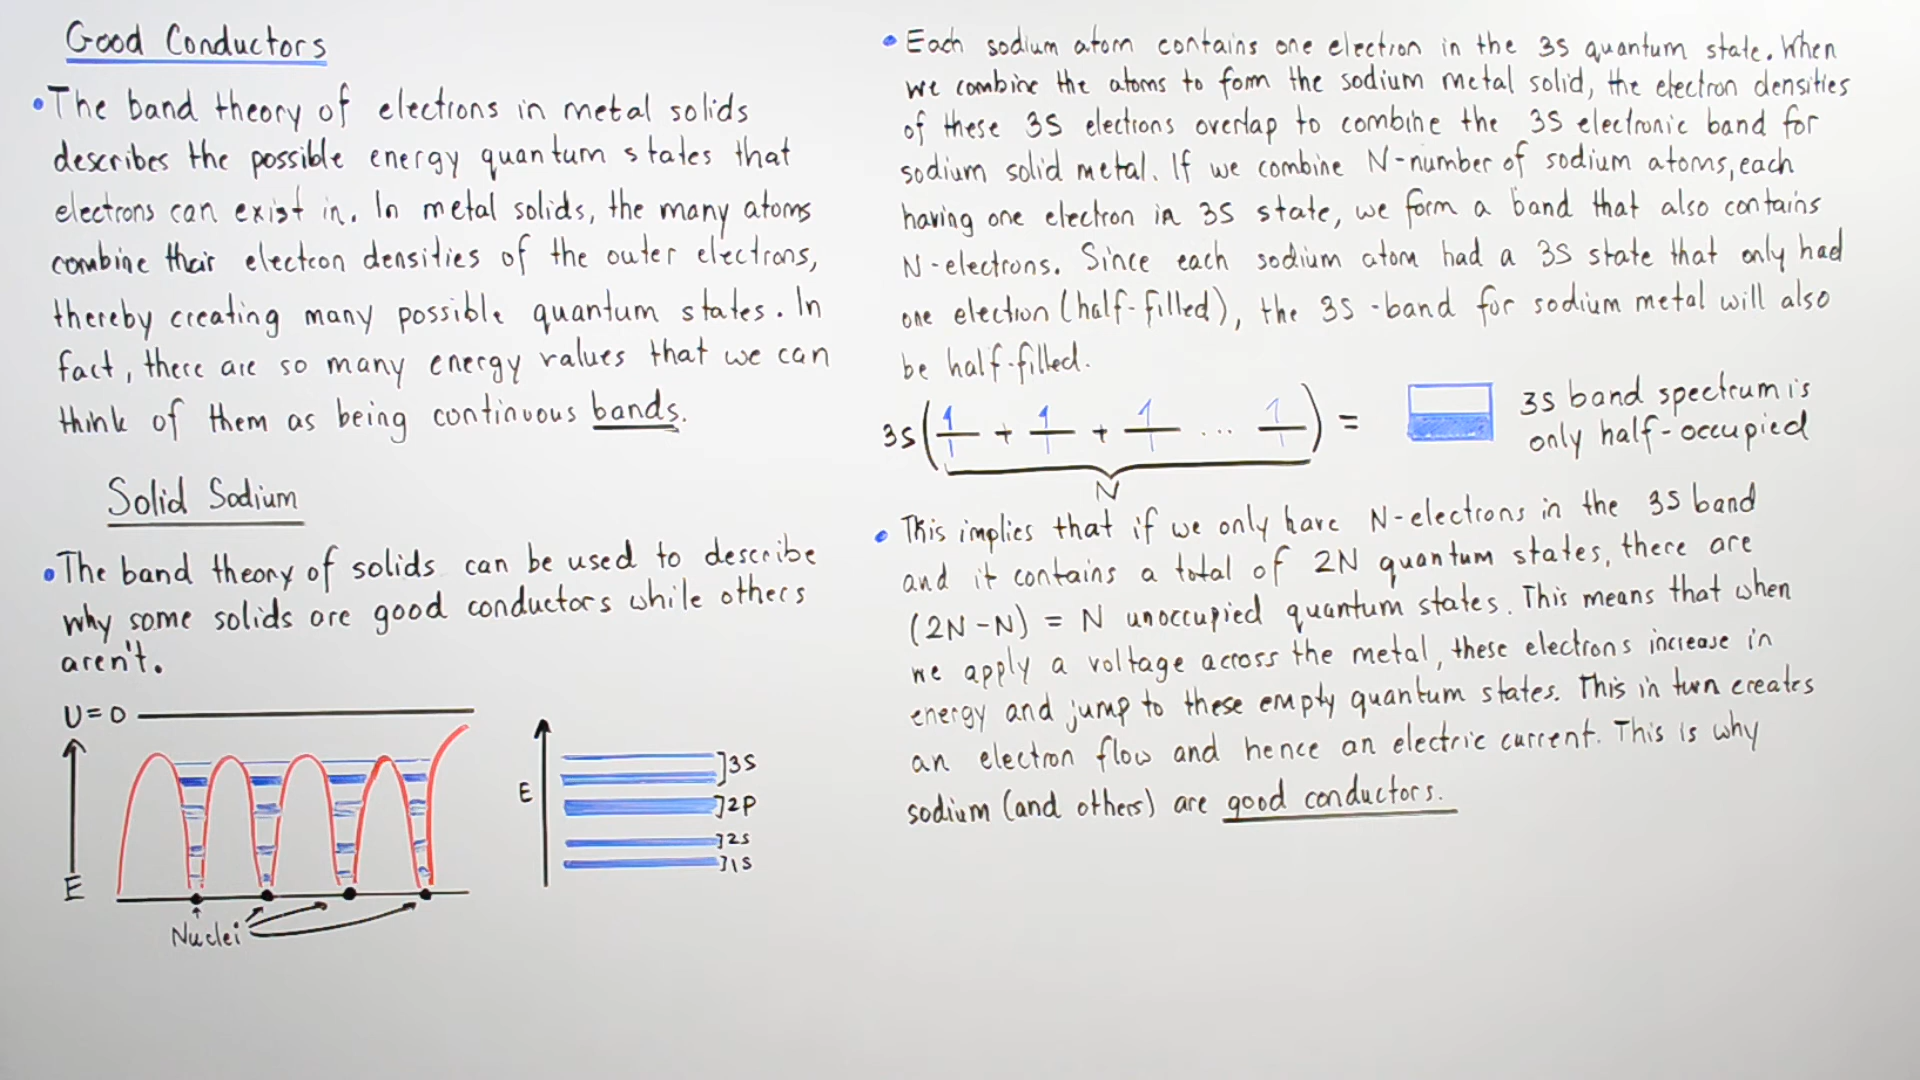 Good Conductors
• The band theory of electrons in metal solids
describes the possible energy quantum states that
electrons can exist in. In metal solids, the many atoms
combine their electron densities of the outer electrons,
thereby creating many possible quantum states. In
fact, there are so many energy values that we can
think of them as being continuous bands.
Solid Sodium
• The band theory of solids can be used to describe
why some solids are good conductors while others
aren't.
U=0
E
Nuclei
E
]3s
]2p
]2s
]1s
• Each sodium atom contains one electron in the 3s quantum state. When
we combine the atoms to form the sodium metal solid, the electron densities
of these 3s electrons overlap to combine the 3s electronic band for
sodium solid metal. If we combine N-number of sodium atoms, each
having one electron in 3s state, we form a band that also contains
N-electrons. Since each sodium atom had a 3s state that only had
one electron (half-filled), the 3s-band for sodium metal will also
be half-filled.
3s(1 + 1 + 1 ... 1) =
N
3s band spectrum is
only half-occupied
• This implies that if we only have N-electrons in the 3s band
and it contains a total of 2N quantum states, there are
(2N-N) = N unoccupied quantum states. This means that when
we apply a voltage across the metal, these electrons increase in
energy and jump to these empty quantum states. This in turn creates
an electron flow and hence an electric current. This is why
sodium (and others) are good conductors.